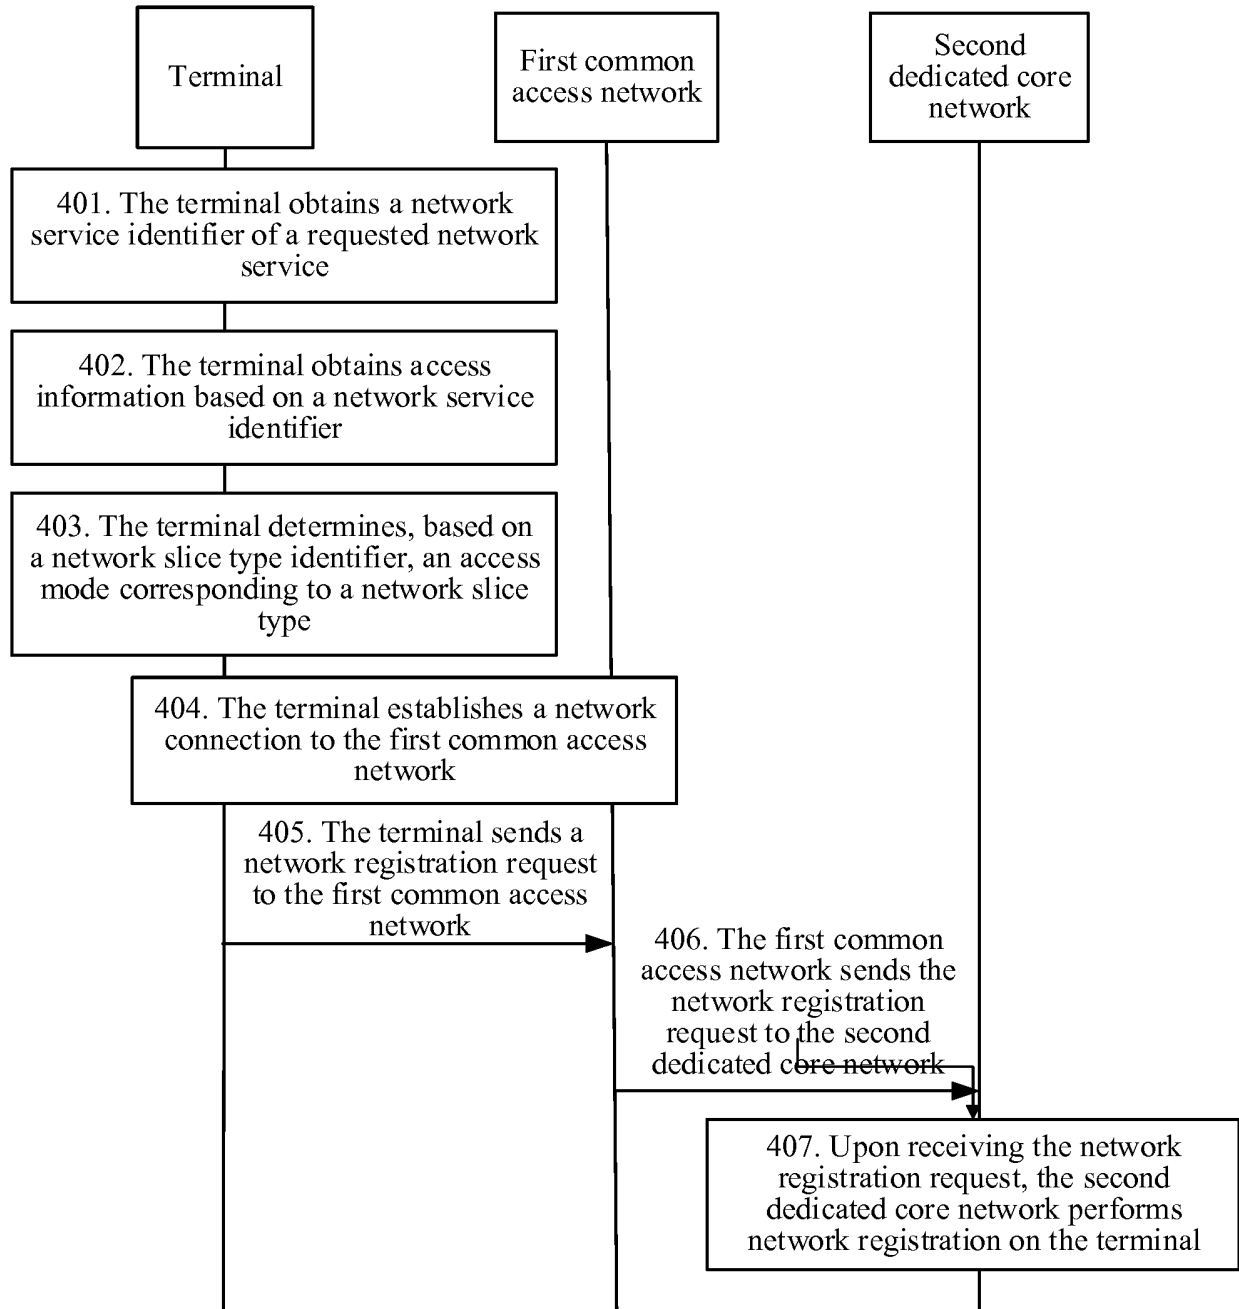 Terminal
First common
access network
Second
dedicated core
network
401. The terminal obtains a network
service identifier of a requested network
service
402. The terminal obtains access
information based on a network service
identifier
403. The terminal determines, based on
a network slice type identifier, an access
mode corresponding to a network slice
type
404. The terminal establishes a network
connection to the first common access
network
405. The terminal sends a
network registration request
to the first common access
network
406. The first common
access network sends the
network registration
request to the second
dedicated core network
407. Upon receiving the network
registration request, the second
dedicated core network performs
network registration on the terminal